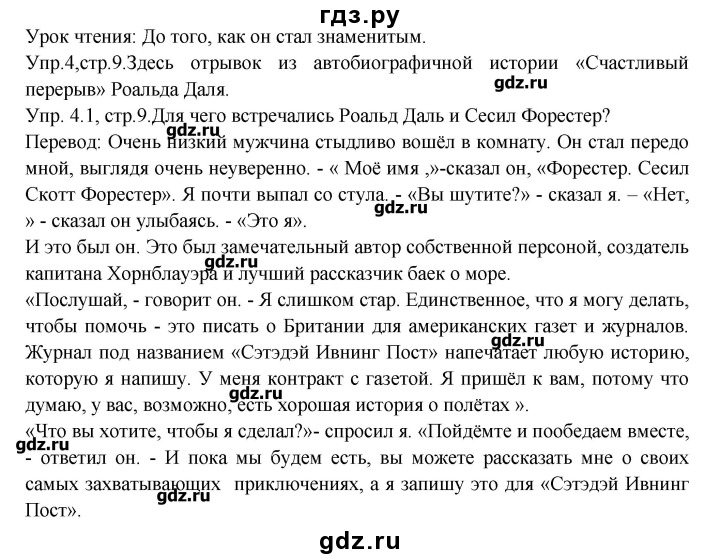 гдз.ру
Урок чтения: До того, как он стал знаменитым.
Упр.4,стр.9.Здесь отрывок из автобиографичной истории «Счастливый
gdz.ru
перерыв» Роальда Даля.
Упр. 4.1, стр.9.Для чего встречались Роальд Даль и Сесил Форестер?
gdz.ru
Перевод: Очень низкий мужчина стыдливо вошёл в комнату. Он стал передо
мной, выглядя очень неуверенно. - « Моё имя ,»-сказал он, «Форестер. Сесил
Скотт Форестер». Я почти выпал со стула. - «Вы шутите?» - сказал я. – «Нет,
gdz.ru
» - сказал он улыбаясь. - «Это я».
И это был он. Это был замечательный автор собственной персоной, создатель
gdz.ru
капитана Хорнблауэра и лучший рассказчик баек о море.
«Послушай, - говорит он. - Я слишком стар. Единственное, что я могу делать,
чтобы помочь - это писать о Британии для американских газет и журналов.
gdz.ru
Журнал под названием «Сэтэдэй Ивнинг Пост» напечатает любую историю,
которую я напишу. У меня контракт с газетой. Я пришёл к вам, потому что
gdz.ru
думаю, у вас, возможно, есть хорошая история о полётах ».
«Что вы хотите, чтобы я сделал?»- спросил я. «Пойдёмте и пообедаем вместе,
gdz.ru
- ответил он. - И пока мы будем есть, вы можете рассказать мне о своих
самых захватывающих приключениях, а я запишу это для «Сэтэдэй Ивнинг
gdz.ru
Пост».
gdz.ru